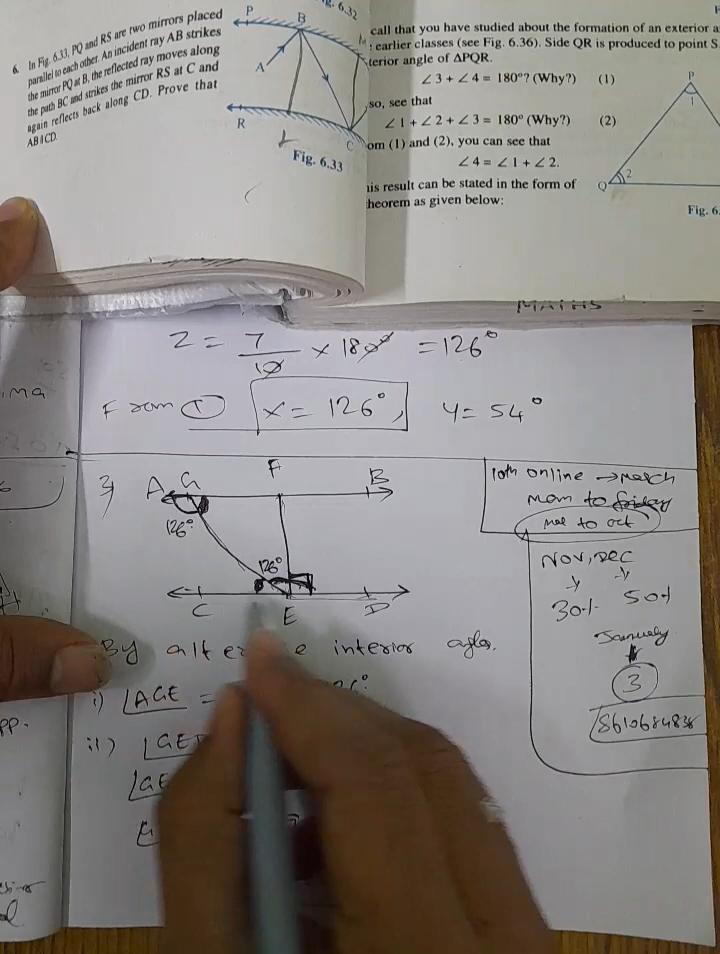 6. In Fig. 6.33, PQ and RS are two mirrors placed
parallel to each other. An incident ray AB strikes
the mirror PQ at B, the reflected ray moves along
the path BC and strikes the mirror RS at C and
again reflects back along CD. Prove that
AB || CD.
P
B
A
R
C
Fig. 6.33
6.32
call that you have studied about the formation of an exterior a
earlier classes (see Fig. 6.36). Side QR is produced to point S
terior angle of ΔPQR.
∠3 + ∠4 = 180°? (Why?) (1)
so, see that
∠1 + ∠2 + ∠3 = 180° (Why?) (2)
om (1) and (2), you can see that
∠4 = ∠1 + ∠2.
his result can be stated in the form of
heorem as given below:
P
1
Q
2
Fig. 6.
MATHS
Z = 7/10 × 180° = 126°
From ① x = 126°, y = 54°
3)
A G F B
126°
126°
C E D
By interior
i) ∠AGE =
ii) ∠GE
∠GE
10th online → March
Mon to friday
to oct
Nov, Dec
30% 50%
3
8610684838